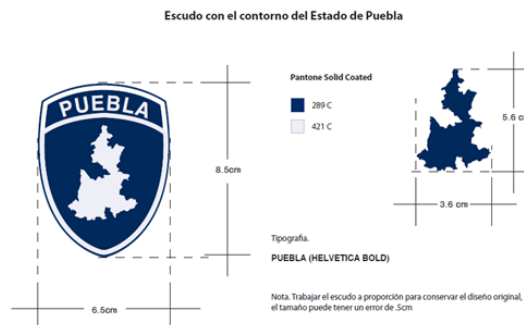 Escudo con el contorno del Estado de Puebla
PUEBLA
8.5cm
6.5cm
Pantone Solid Coated
289 C
421 C
5.6 cm
3.6 cm
Tipografía.
PUEBLA (HELVETICA BOLD)
Nota. Trabajar el escudo a proporción para conservar el diseño original,
el tamaño puede tener un error de .5cm